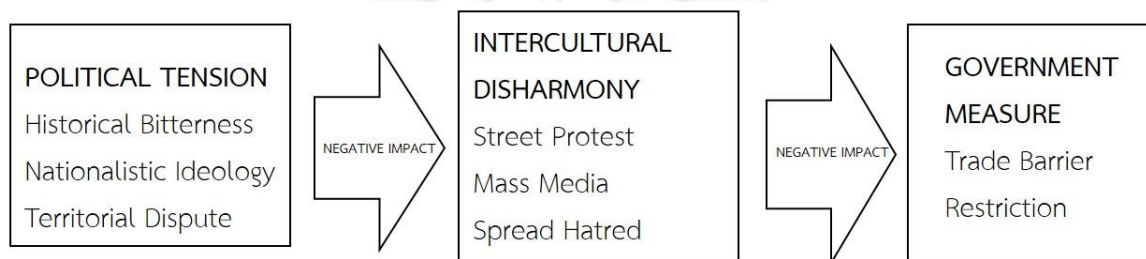 POLITICAL TENSION
Historical Bitterness
Nationalistic Ideology
Territorial Dispute
NEGATIVE IMPACT
INTERCULTURAL
DISHARMONY
Street Protest
Mass Media
Spread Hatred
NEGATIVE IMPACT
GOVERNMENT
MEASURE
Trade Barrier
Restriction